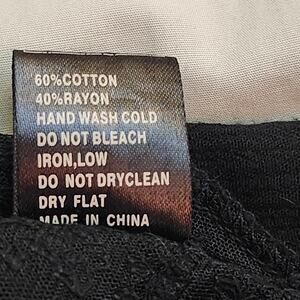 60%COTTON
40%RAYON
HAND WASH COLD
DO NOT BLEACH
IRON,LOW
DO NOT DRYCLEAN
DRY FLAT
MADE IN CHINA